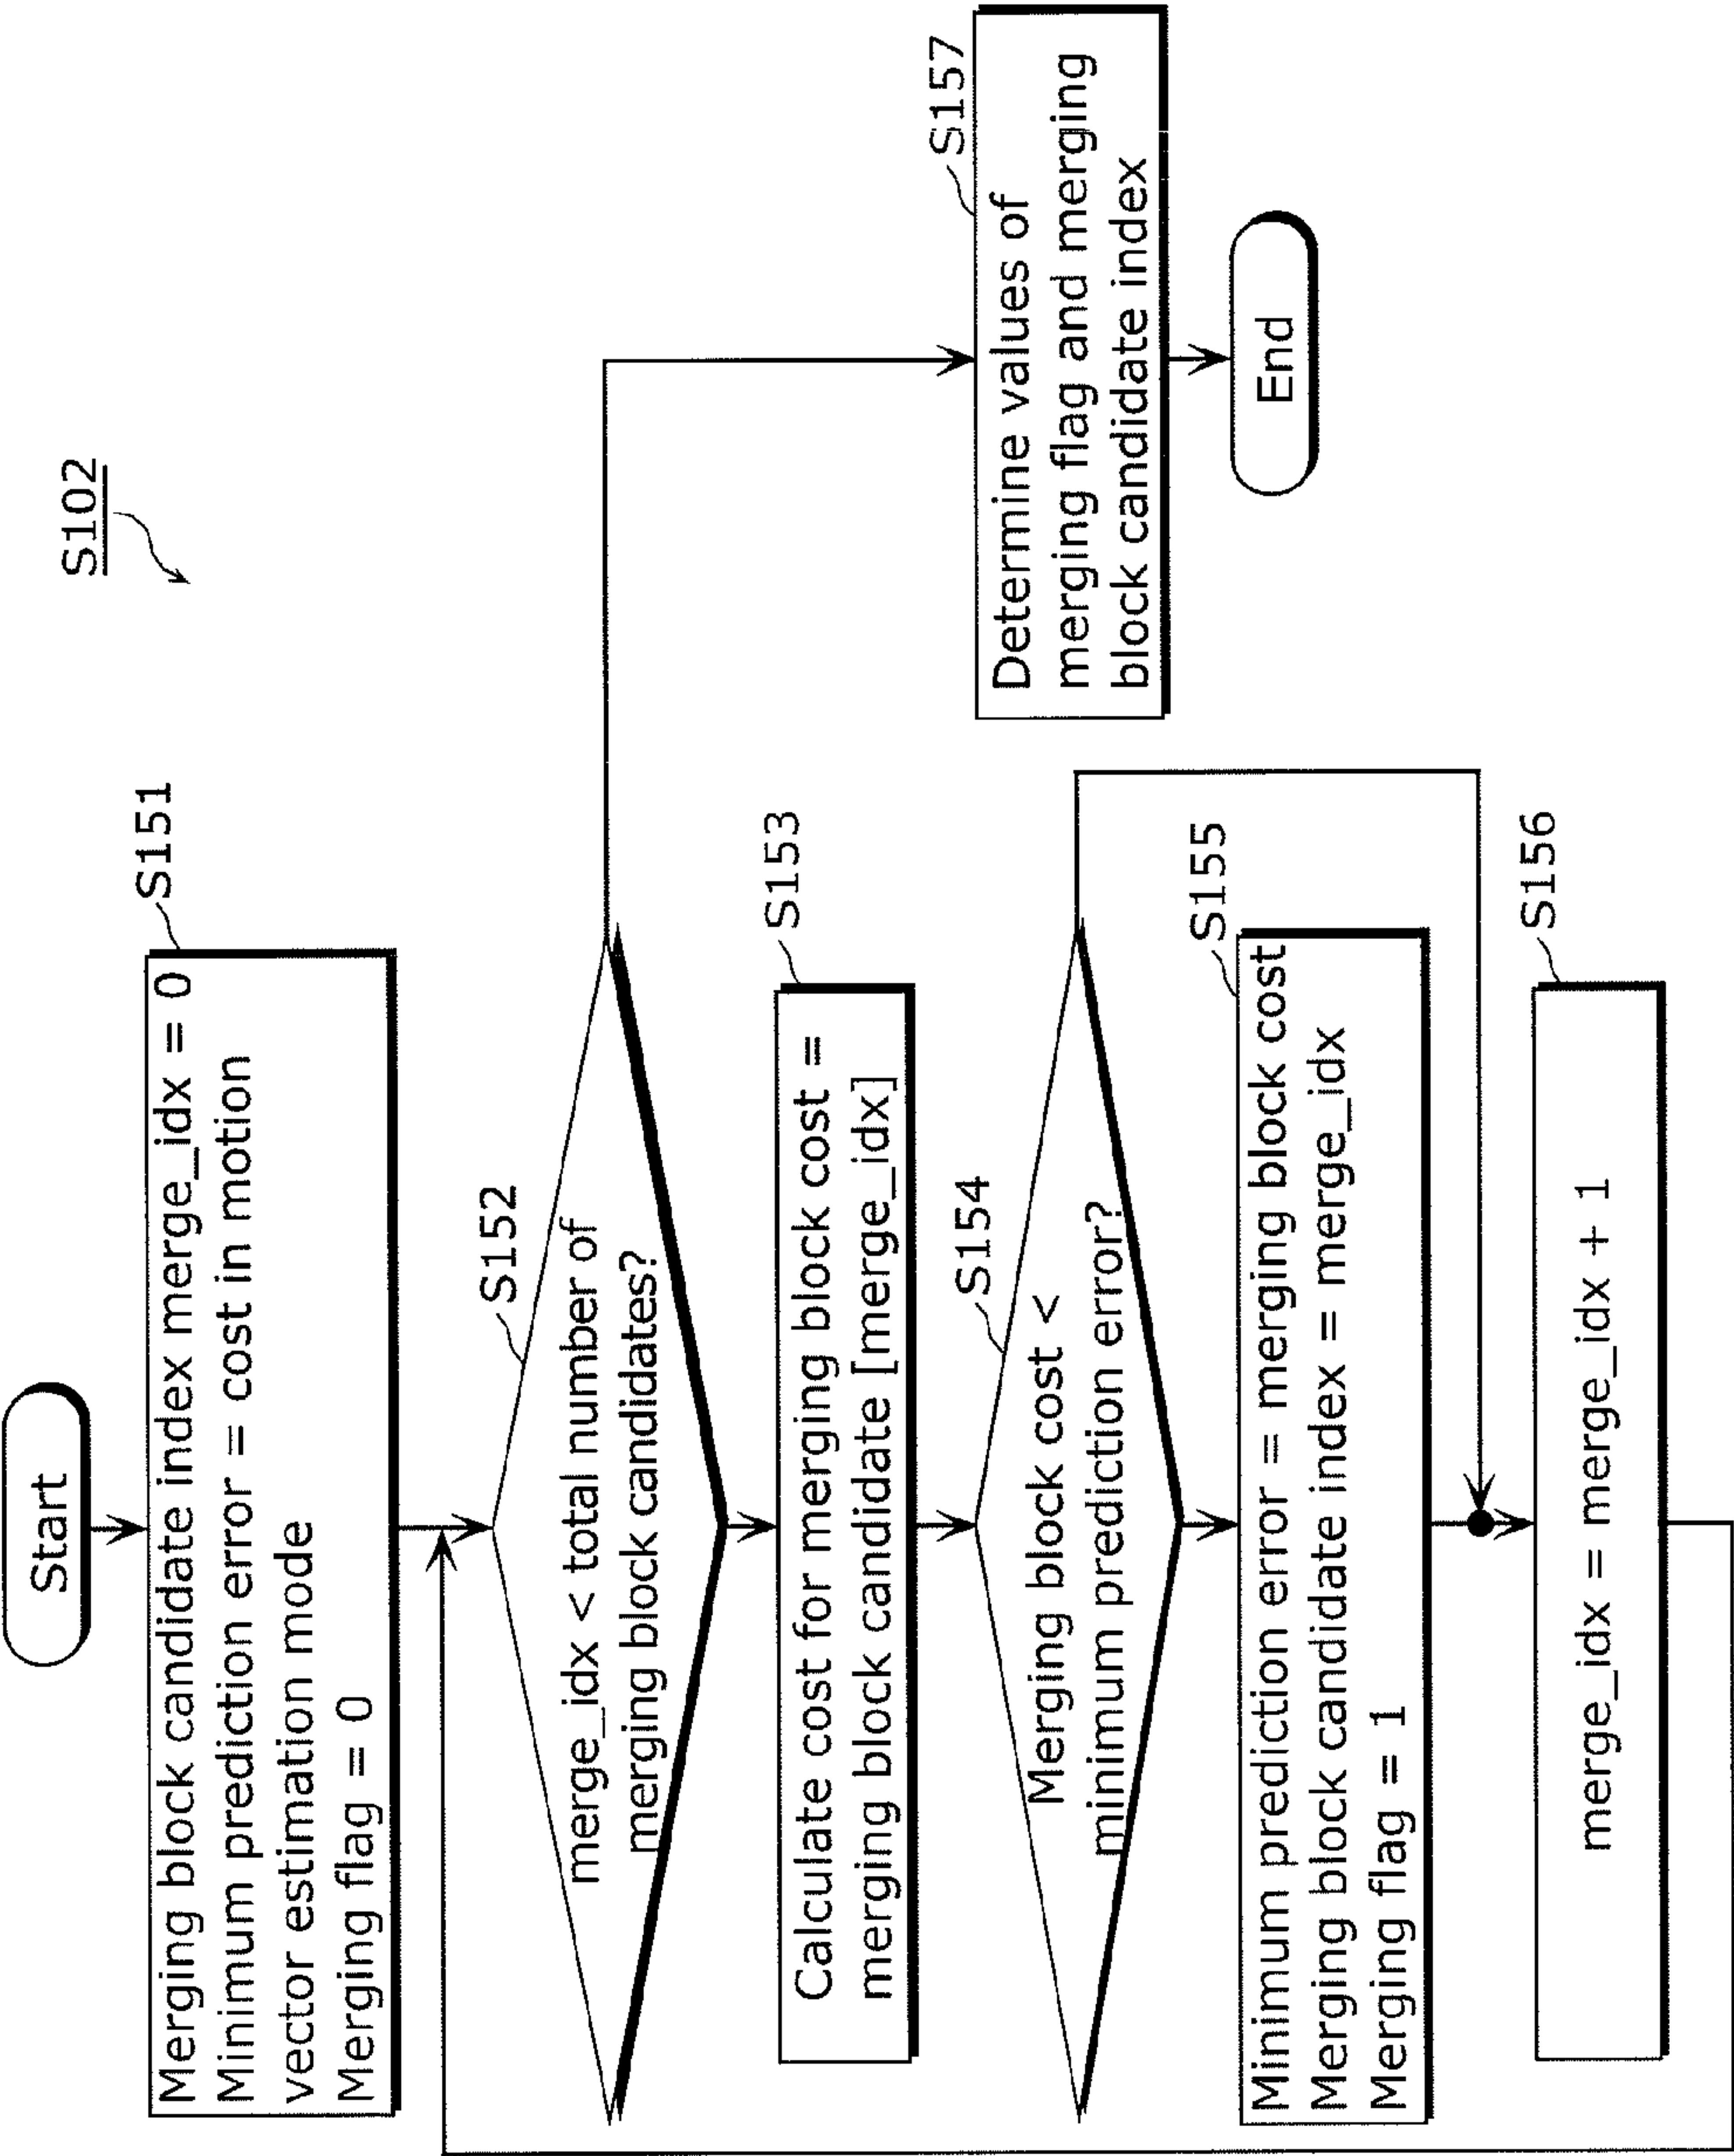 S102
Start
S151
Merging block candidate index merge_idx = 0
Minimum prediction error = cost in motion
vector estimation mode
Merging flag = 0
S152
merge_idx < total number of
merging block candidates?
S153
Calculate cost for merging block cost =
merging block candidate [merge_idx]
S154
Merging block cost <
minimum prediction error?
S155
Minimum prediction error = merging block cost
Merging block candidate index = merge_idx
Merging flag = 1
S156
merge_idx = merge_idx + 1
S157
Determine values of
merging flag and merging
block candidate index
End